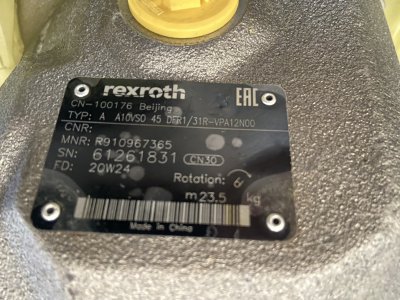 rexroth
EAC
CN-100176 Beijing
TYP: A A10VSO 45 DFR1/31R-VPA12N00
CNR:
MNR: R910967365
SN: 61261831 CN30
FD: 20W24
Rotation:
m 23.5 kg
Made in China